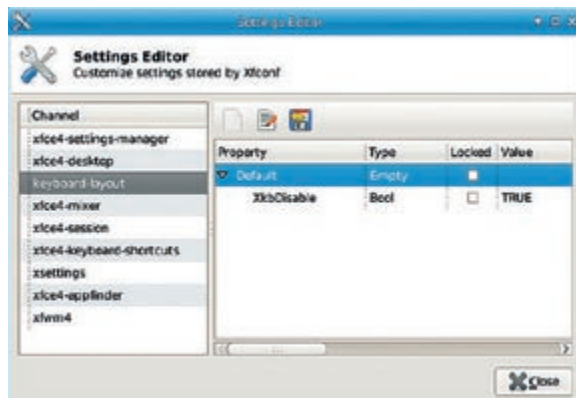 Settings Editor
Settings Editor
Customize settings stored by Xfconf
Channel
xfce4-settings-manager
xfce4-desktop
keyboard-layout
xfce4-mixer
xfce4-session
xfce4-keyboard-shortcuts
xsettings
xfce4-appfinder
xfwm4
Property Type Locked Value
Default Empty
XkbDisable Bool TRUE
Close